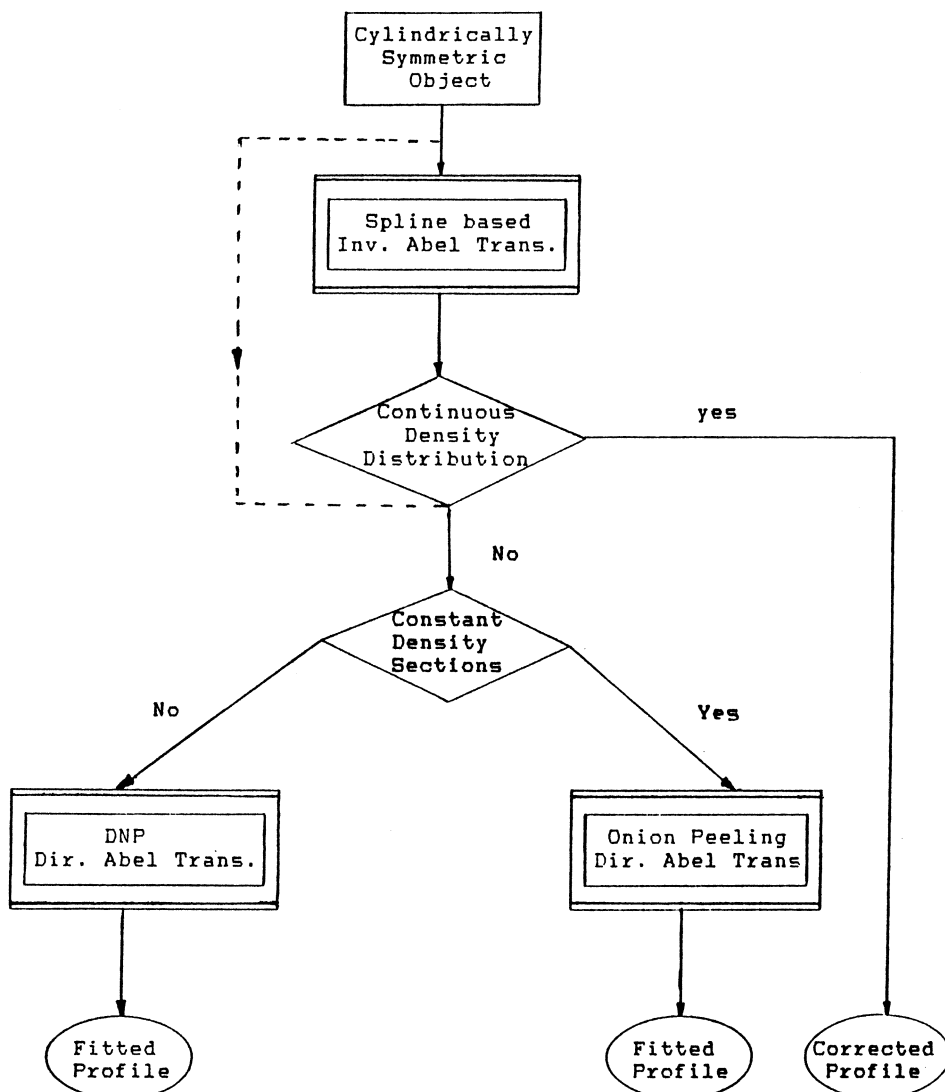 Cylindrically
Symmetric
Object
Spline based
Inv. Abel Trans.
Continuous
Density
Distribution
yes
No
Constant
Density
Sections
No
Yes
DNP
Dir. Abel Trans.
Onion Peeling
Dir. Abel Trans
Fitted
Profile
Fitted
Profile
Corrected
Profile